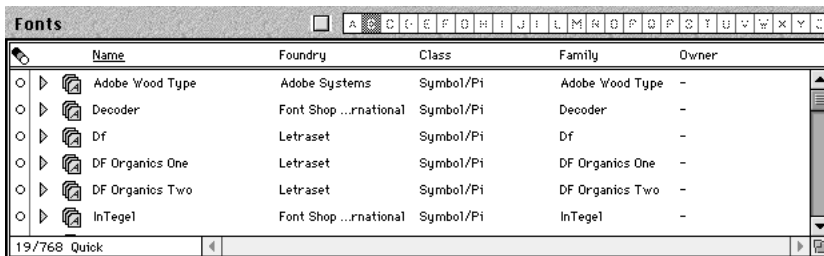 Fonts
Name Foundry Class Family Owner
Adobe Wood Type Adobe Systems Symbol/Pi Adobe Wood Type -
Decoder Font Shop ...rnational Symbol/Pi Decoder -
Df Letraset Symbol/Pi Df -
DF Organics One Letraset Symbol/Pi DF Organics One -
DF Organics Two Letraset Symbol/Pi DF Organics Two -
InTegel Font Shop ...rnational Symbol/Pi InTegel -
19/768 Quick